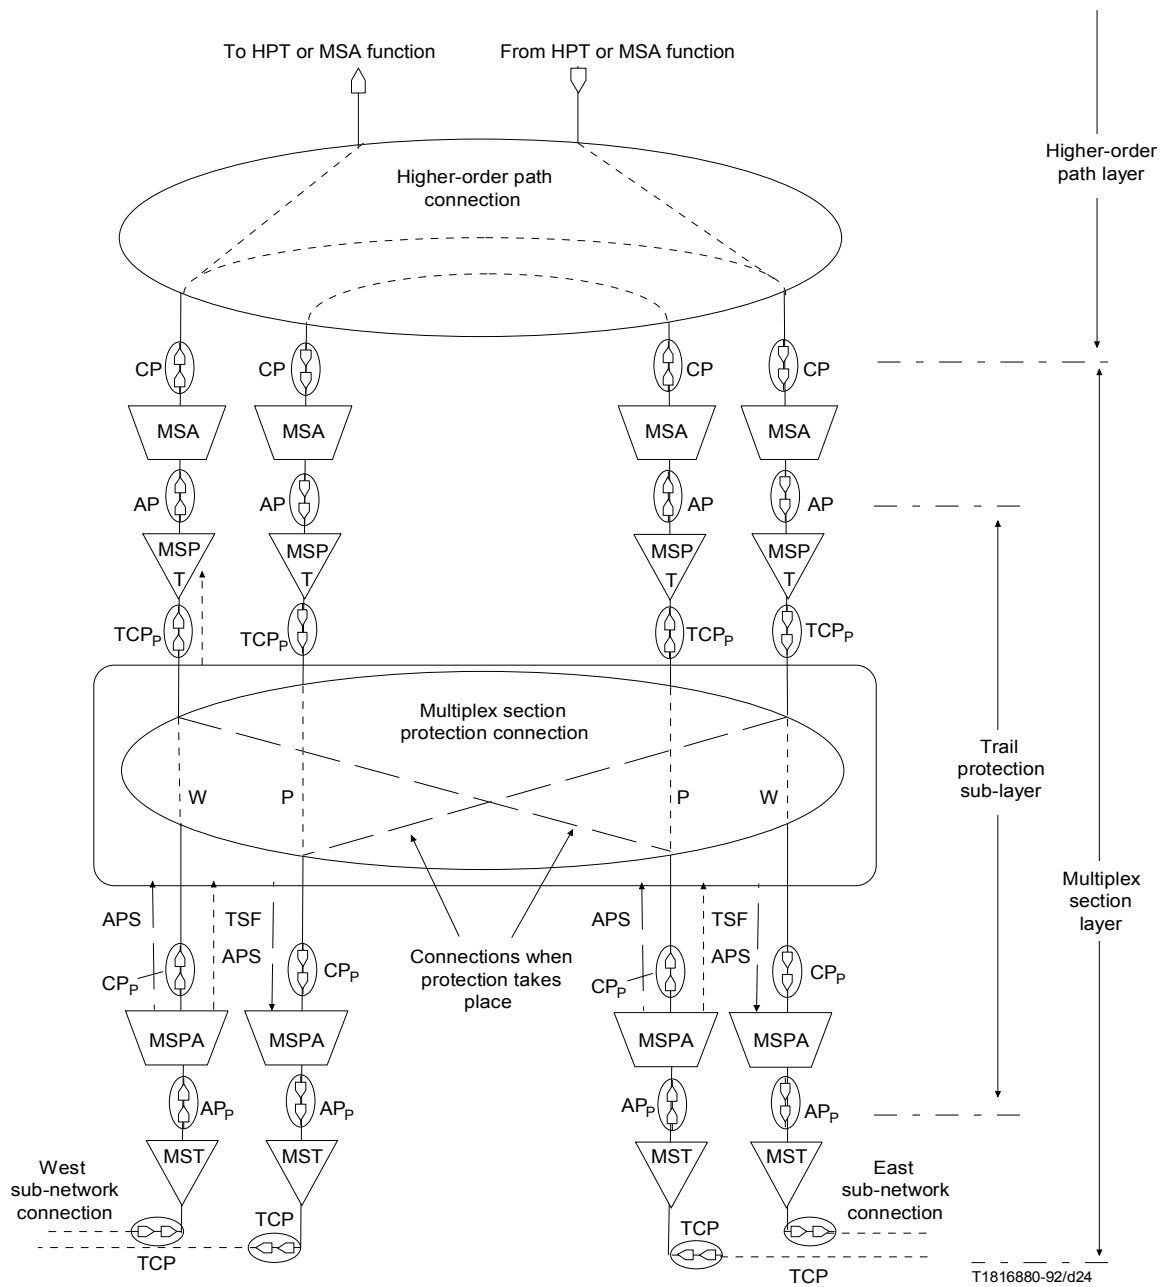 To HPT or MSA function
From HPT or MSA function
Higher-order
path layer
Higher-order path
connection
CP
CP
CP
CP
MSA
MSA
MSA
MSA
AP
AP
AP
AP
MSP
T
MSP
T
MSP
T
MSP
T
TCPP
TCPP
TCPP
TCPP
Multiplex section
protection connection
W
P
P
W
Trail
protection
sub-layer
Multiplex
section
layer
APS
TSF
APS
APS
TSF
APS
Connections when
protection takes
place
CPP
CPP
CPP
CPP
MSPA
MSPA
MSPA
MSPA
APP
APP
APP
APP
MST
MST
MST
MST
West
sub-network
connection
East
sub-network
connection
TCP
TCP
TCP
TCP
T1816880-92/d24